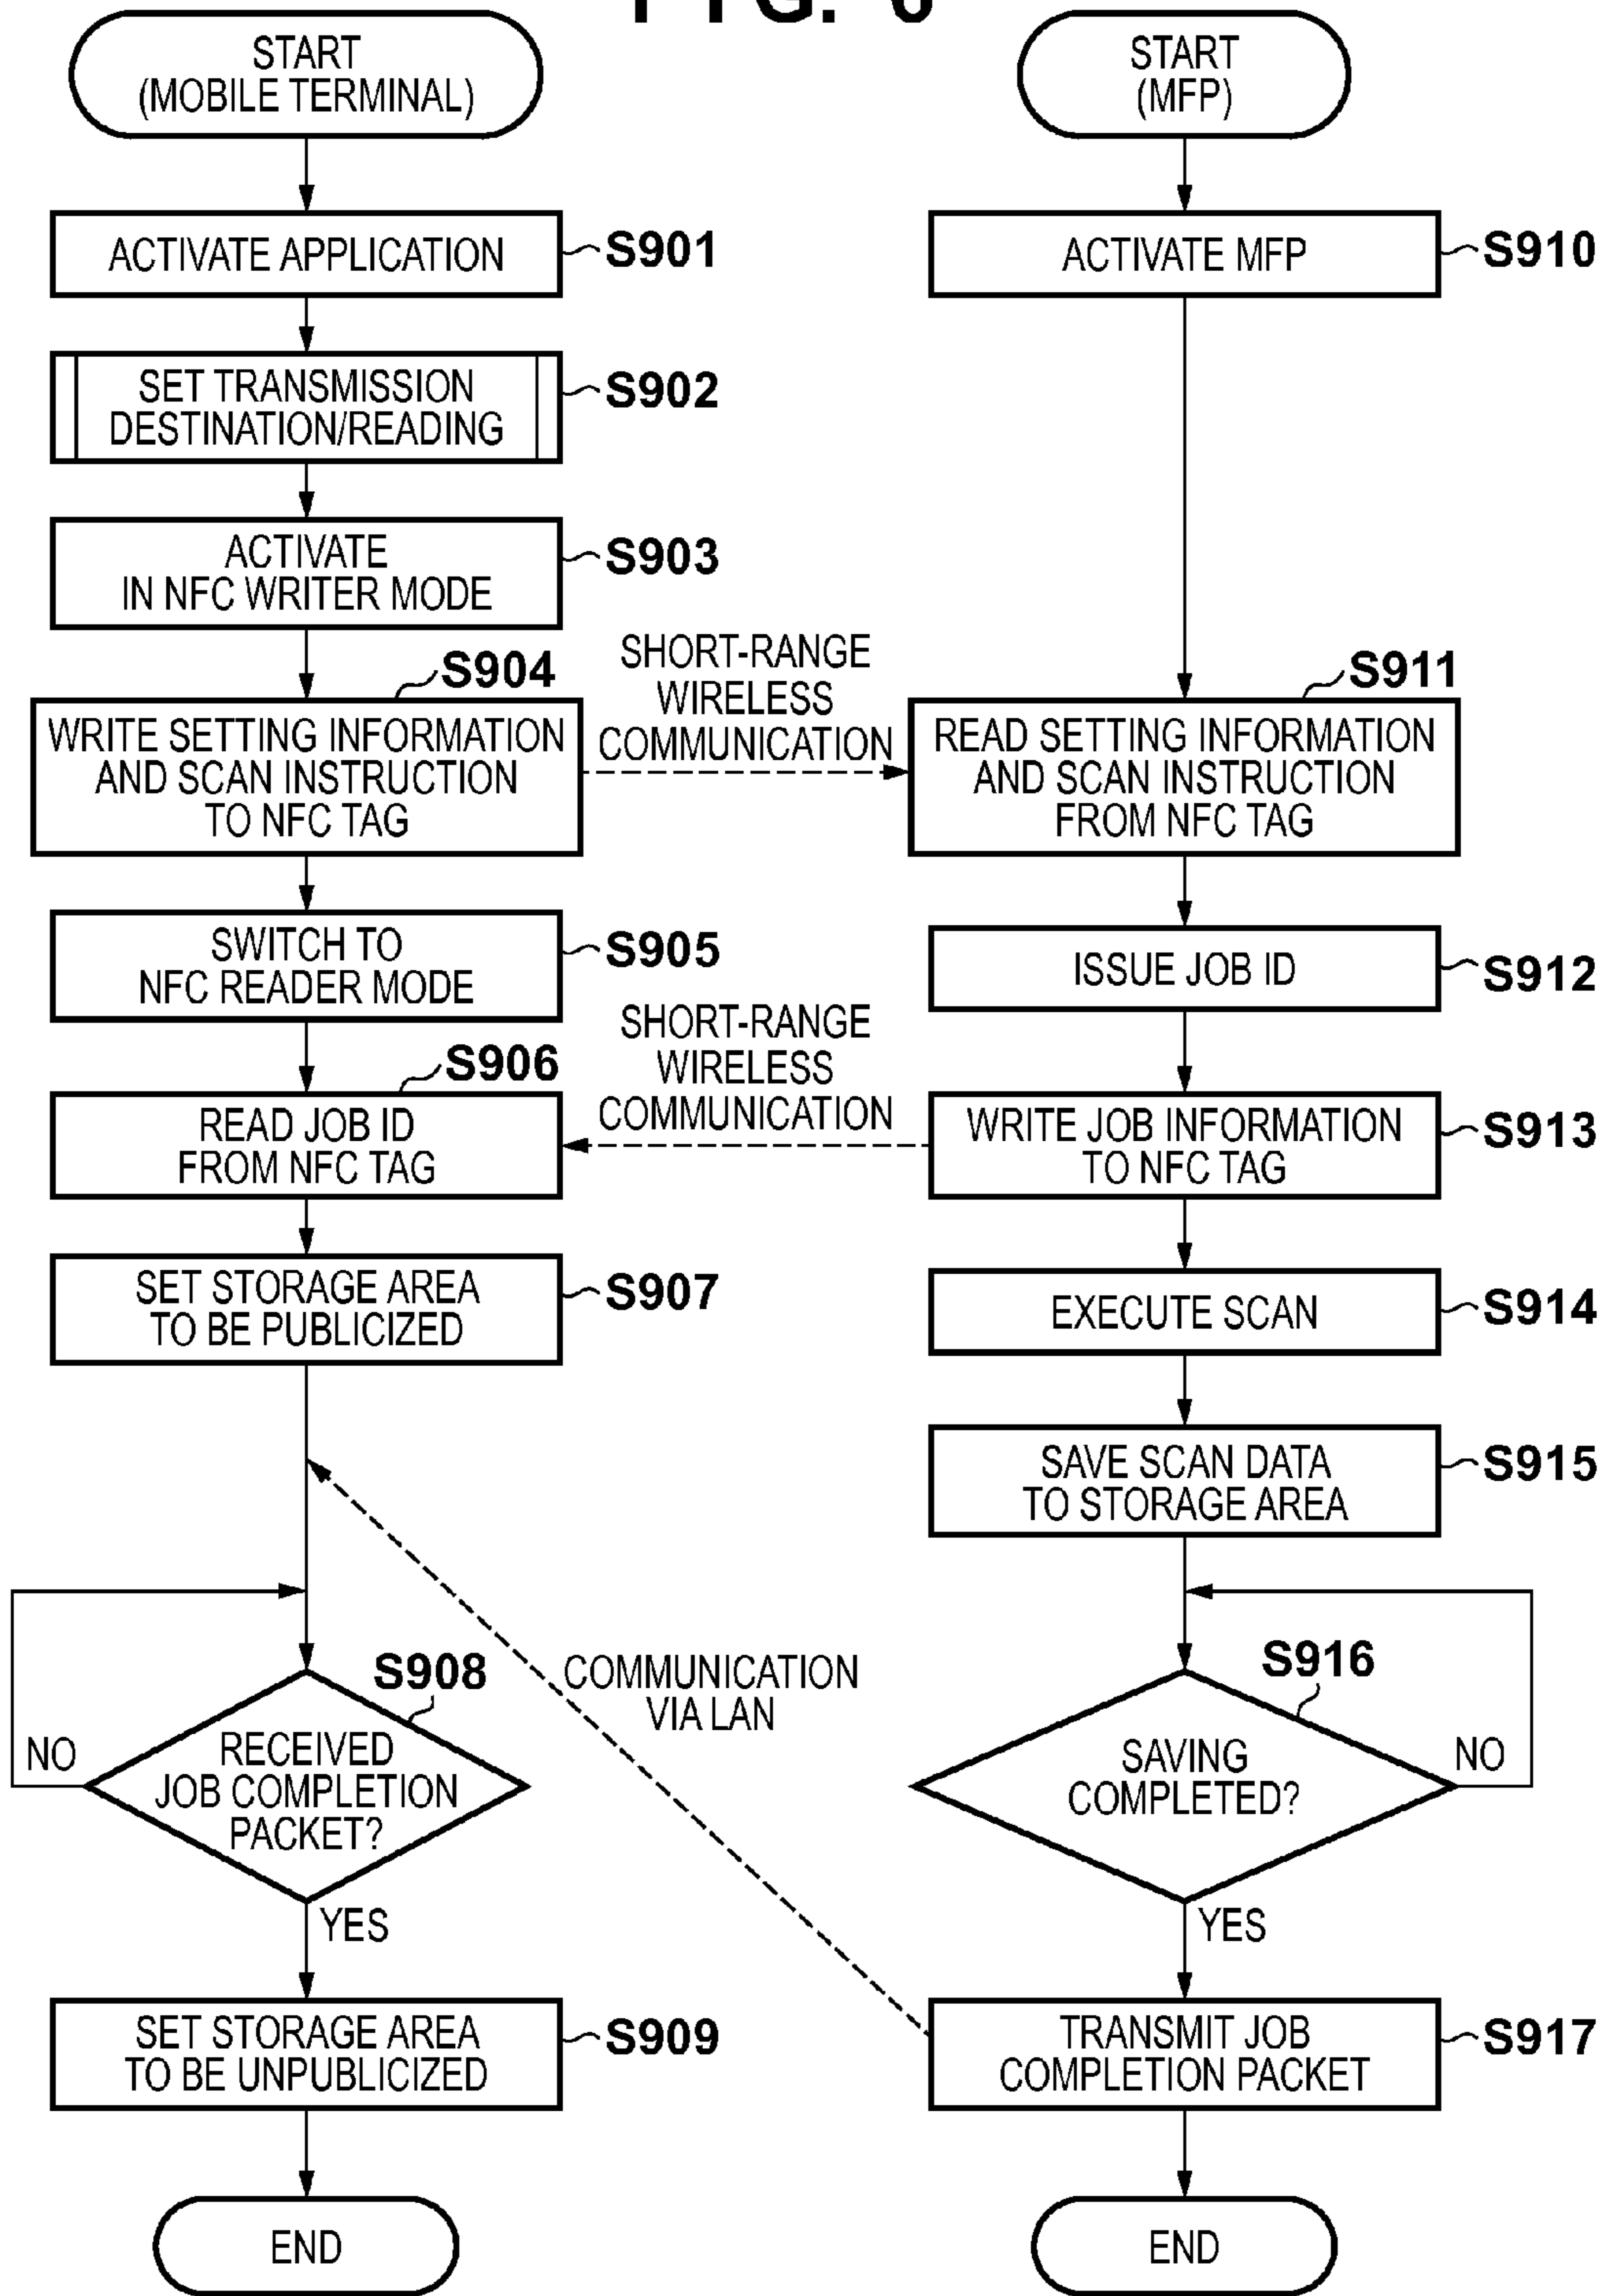 FIG.
START
(MOBILE TERMINAL)
START
(MFP)
ACTIVATE APPLICATION
S901
ACTIVATE MFP
S910
SET TRANSMISSION
DESTINATION/READING
S902
ACTIVATE
IN NFC WRITER MODE
S903
S904
WRITE SETTING INFORMATION
AND SCAN INSTRUCTION
TO NFC TAG
SHORT-RANGE
WIRELESS
COMMUNICATION
S911
READ SETTING INFORMATION
AND SCAN INSTRUCTION
FROM NFC TAG
SWITCH TO
NFC READER MODE
S905
ISSUE JOB ID
S912
S906
READ JOB ID
FROM NFC TAG
SHORT-RANGE
WIRELESS
COMMUNICATION
WRITE JOB INFORMATION
TO NFC TAG
S913
SET STORAGE AREA
TO BE PUBLICIZED
S907
EXECUTE SCAN
S914
SAVE SCAN DATA
TO STORAGE AREA
S915
S908
RECEIVED
JOB COMPLETION
PACKET?
NO
YES
COMMUNICATION
VIA LAN
S916
SAVING
COMPLETED?
NO
YES
SET STORAGE AREA
TO BE UNPUBLICIZED
S909
TRANSMIT JOB
COMPLETION PACKET
S917
END
END